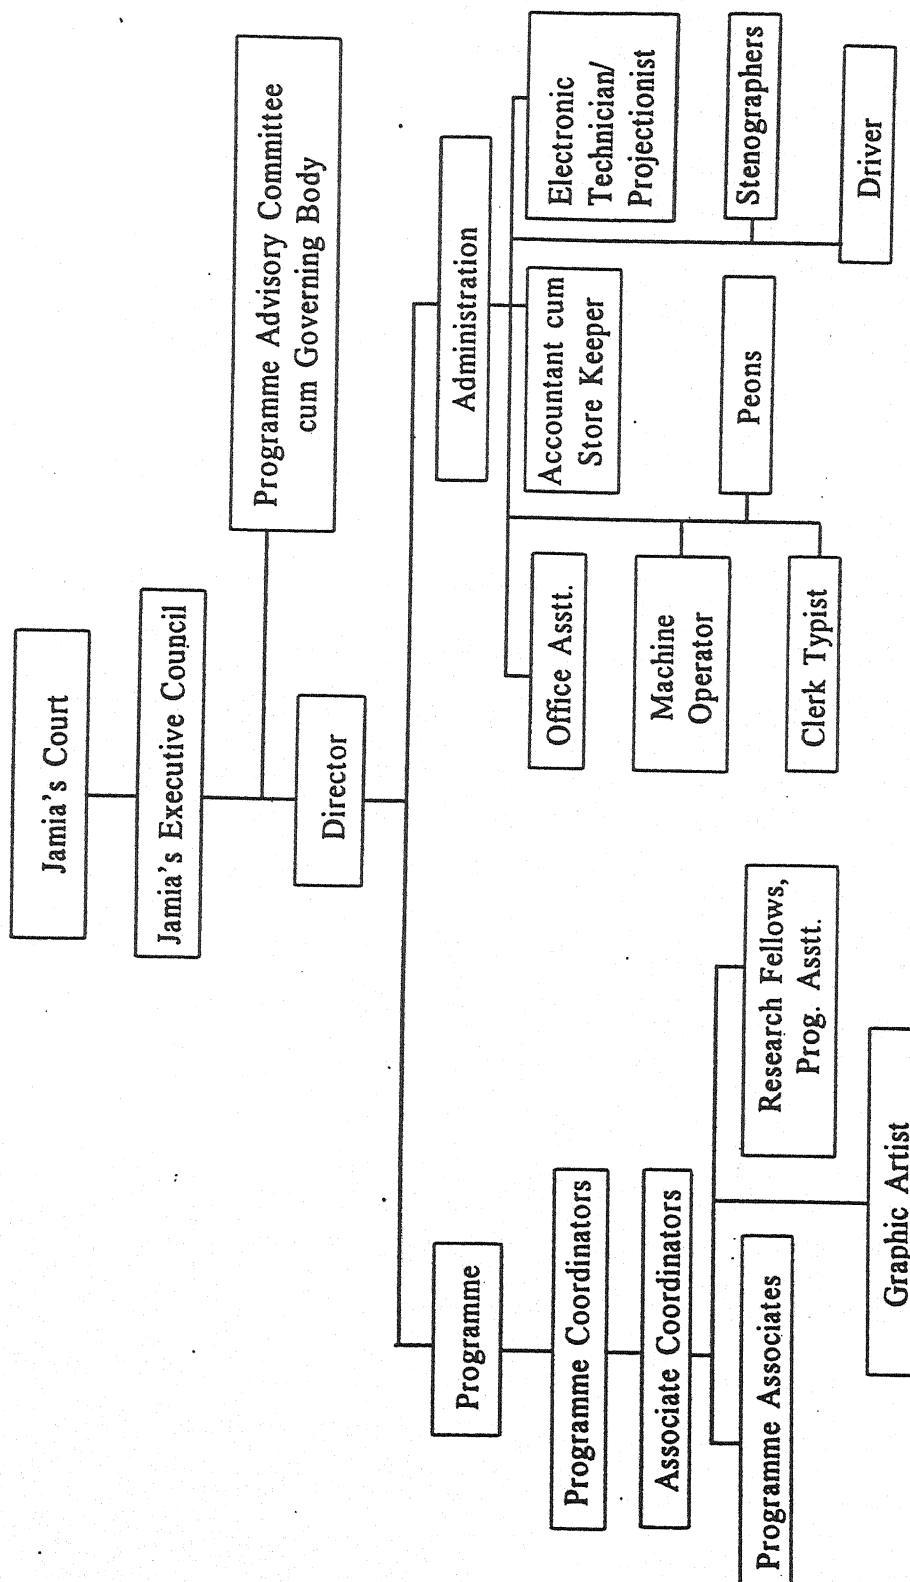 Jamia's Court
Jamia's Executive Council
Programme Advisory Committee
cum Governing Body
Director
Programme
Administration
Programme Coordinators
Associate Coordinators
Programme Associates
Research Fellows,
Prog. Asstt.
Graphic Artist
Office Asstt.
Accountant cum
Store Keeper
Electronic
Technician/
Projectionist
Machine
Operator
Peons
Stenographers
Clerk Typist
Driver